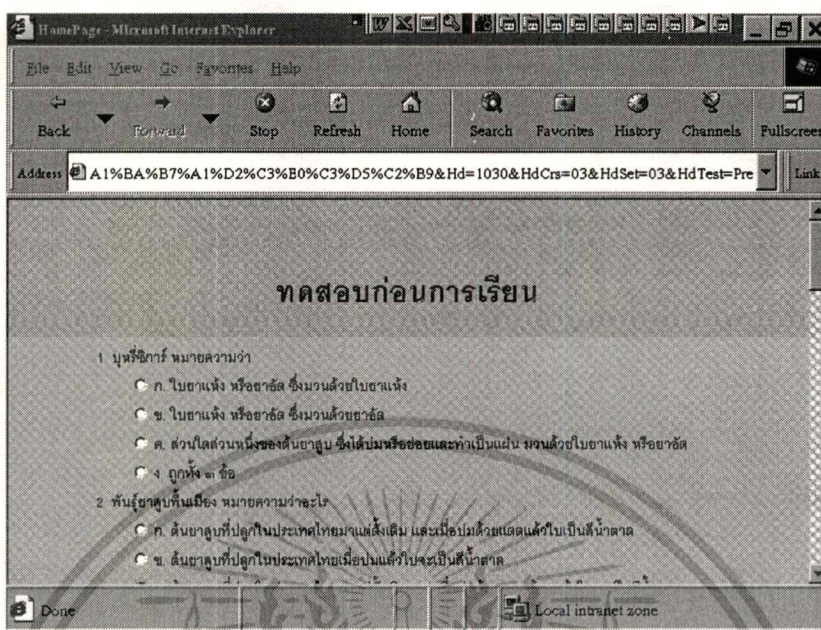 HomePage - Microsoft Internet Explorer
File Edit View Go Favorites Help
Back Forward Stop Refresh Home Search Favorites History Channels Fullscreen
Address A1%BA%B7%A1%D2%C3%B0%C3%D5%C2%B9&Hd=1030&HdCrs=03&HdSet=03&HdTest=Pre Link
ทดสอบก่อนการเรียน
1 บุหรี่ซิการ์ หมายความว่า
ก. ใบยาแห้ง หรือยาอัด ซึ่งมวนด้วยใบยาแห้ง
ข. ใบยาแห้ง หรือยาอัด ซึ่งมวนด้วยยาอัด
ค. ส่วนใดส่วนหนึ่งของต้นยาสูบ ซึ่งได้บ่มหรือย่อยและทำเป็นแผ่น มวนด้วยใบยาแห้ง หรือยาอัด
ง ถูกทั้ง ๓ ข้อ
2 พันธุ์ยาสูบพื้นเมือง หมายความว่าอะไร
ก. ต้นยาสูบที่ปลูกในประเทศไทยมาแต่ดั้งเดิม และเมื่อบ่มด้วยแดดแล้วใบเป็นสีน้ำตาล
ข. ต้นยาสูบที่ปลูกในประเทศไทยเมื่อบ่มแล้วใบจะเป็นสีน้ำตาล
Done Local intranet zone